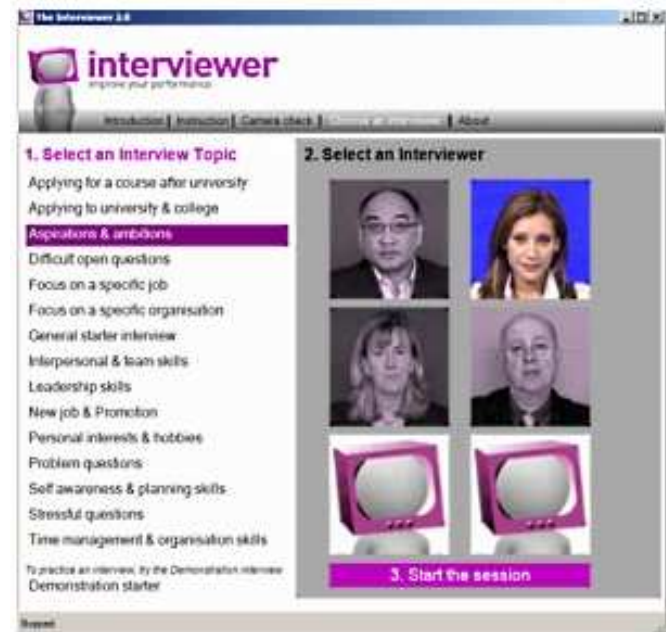 The Interviewer 2.0
interviewer
improve your performance
Introduction | Instruction | Camera check | Choose an interview | About
1. Select an Interview Topic
Applying for a course after university
Applying to university & college
Aspirations & ambitions
Difficult open questions
Focus on a specific job
Focus on a specific organisation
General starter interview
Interpersonal & team skills
Leadership skills
New job & Promotion
Personal interests & hobbies
Problem questions
Self awareness & planning skills
Stressful questions
Time management & organisation skills
To practice an interview, try the Demonstration interview
Demonstration starter
2. Select an Interviewer
3. Start the session
Stopped